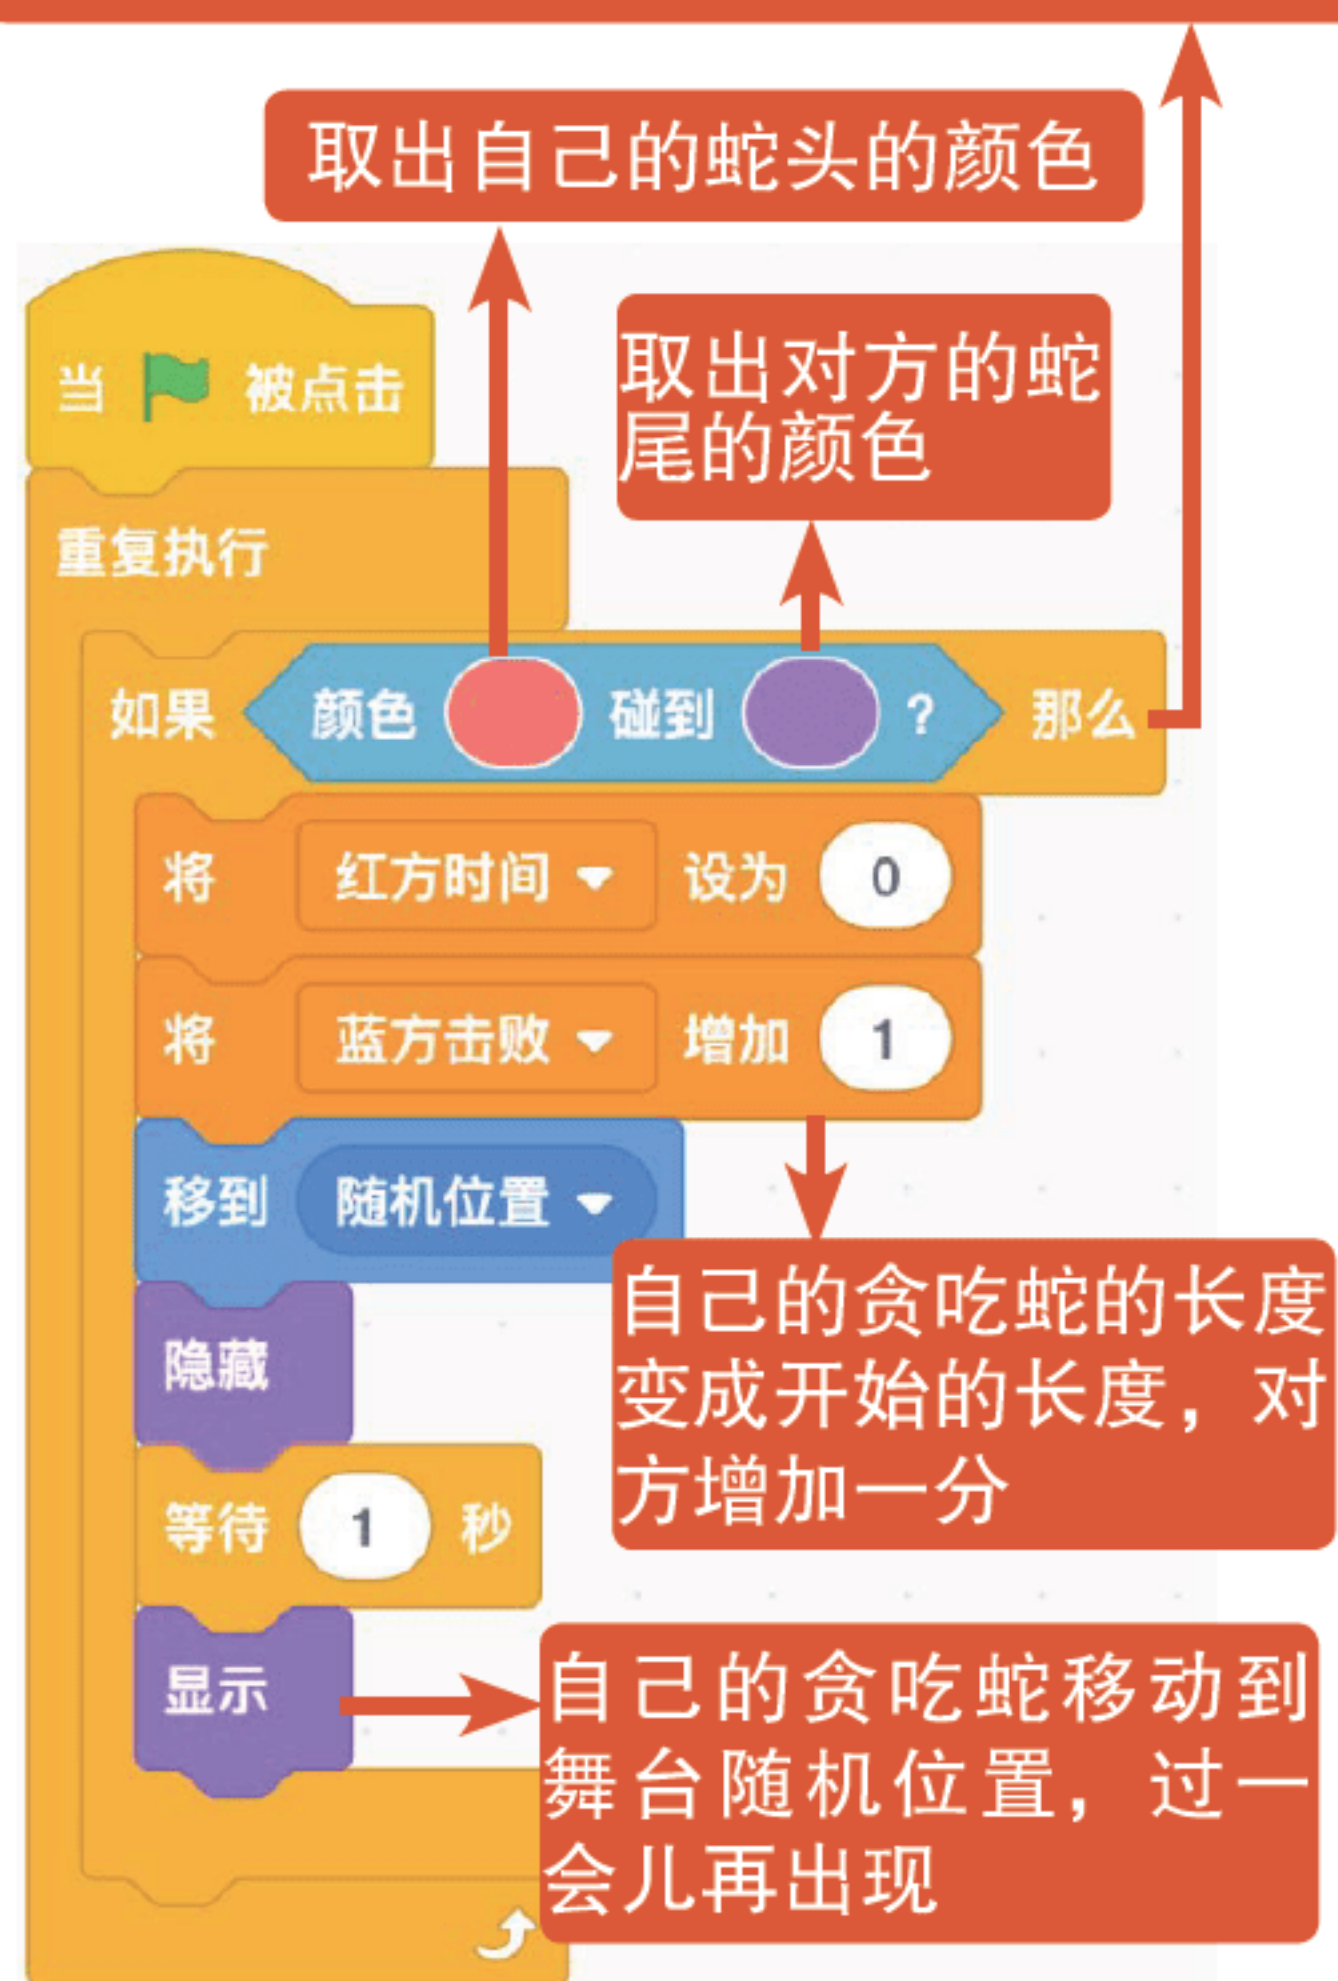 取出自己的蛇头的颜色
取出对方的蛇
尾的颜色
当 被点击
重复执行
如果 颜色 碰到 ? 那么
将 红方时间 设为 0
将 蓝方击败 增加 1
移到 随机位置
自己的贪吃蛇的长度
变成开始的长度，对
方增加一分
隐藏
等待 1 秒
显示
自己的贪吃蛇移动到
舞台随机位置，过一
会儿再出现